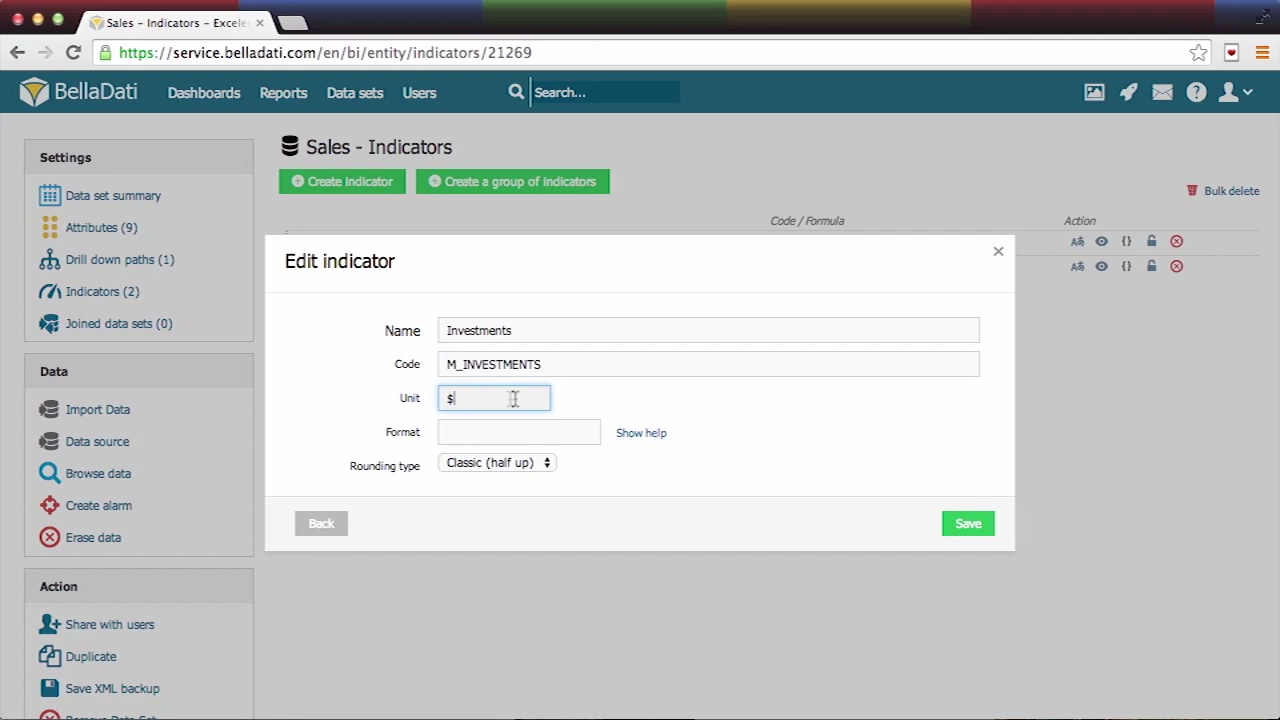 Sales – Indicators – Excele
https://service.belladati.com/en/bi/entity/indicators/21269
BellaDati
Dashboards
Reports
Data sets
Users
Search...
Settings
Data set summary
Attributes (9)
Drill down paths (1)
Indicators (2)
Joined data sets (0)
Data
Import Data
Data source
Browse data
Create alarm
Erase data
Action
Share with users
Duplicate
Save XML backup
Remove Data Set
Sales - Indicators
Create indicator
Create a group of indicators
Bulk delete
Code / Formula
Action
Edit indicator
Name
Investments
Code
M_INVESTMENTS
Unit
$
Format
Show help
Rounding type
Classic (half up)
Back
Save